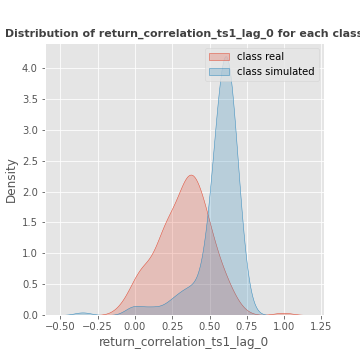 Distribution of return_correlation_ts1_lag_0 for each class
class real
class simulated
4.0
3.5
3.0
2.5
2.0
1.5
1.0
0.5
0.0
Density
−0.50 −0.25 0.00 0.25 0.50 0.75 1.00 1.25
return_correlation_ts1_lag_0